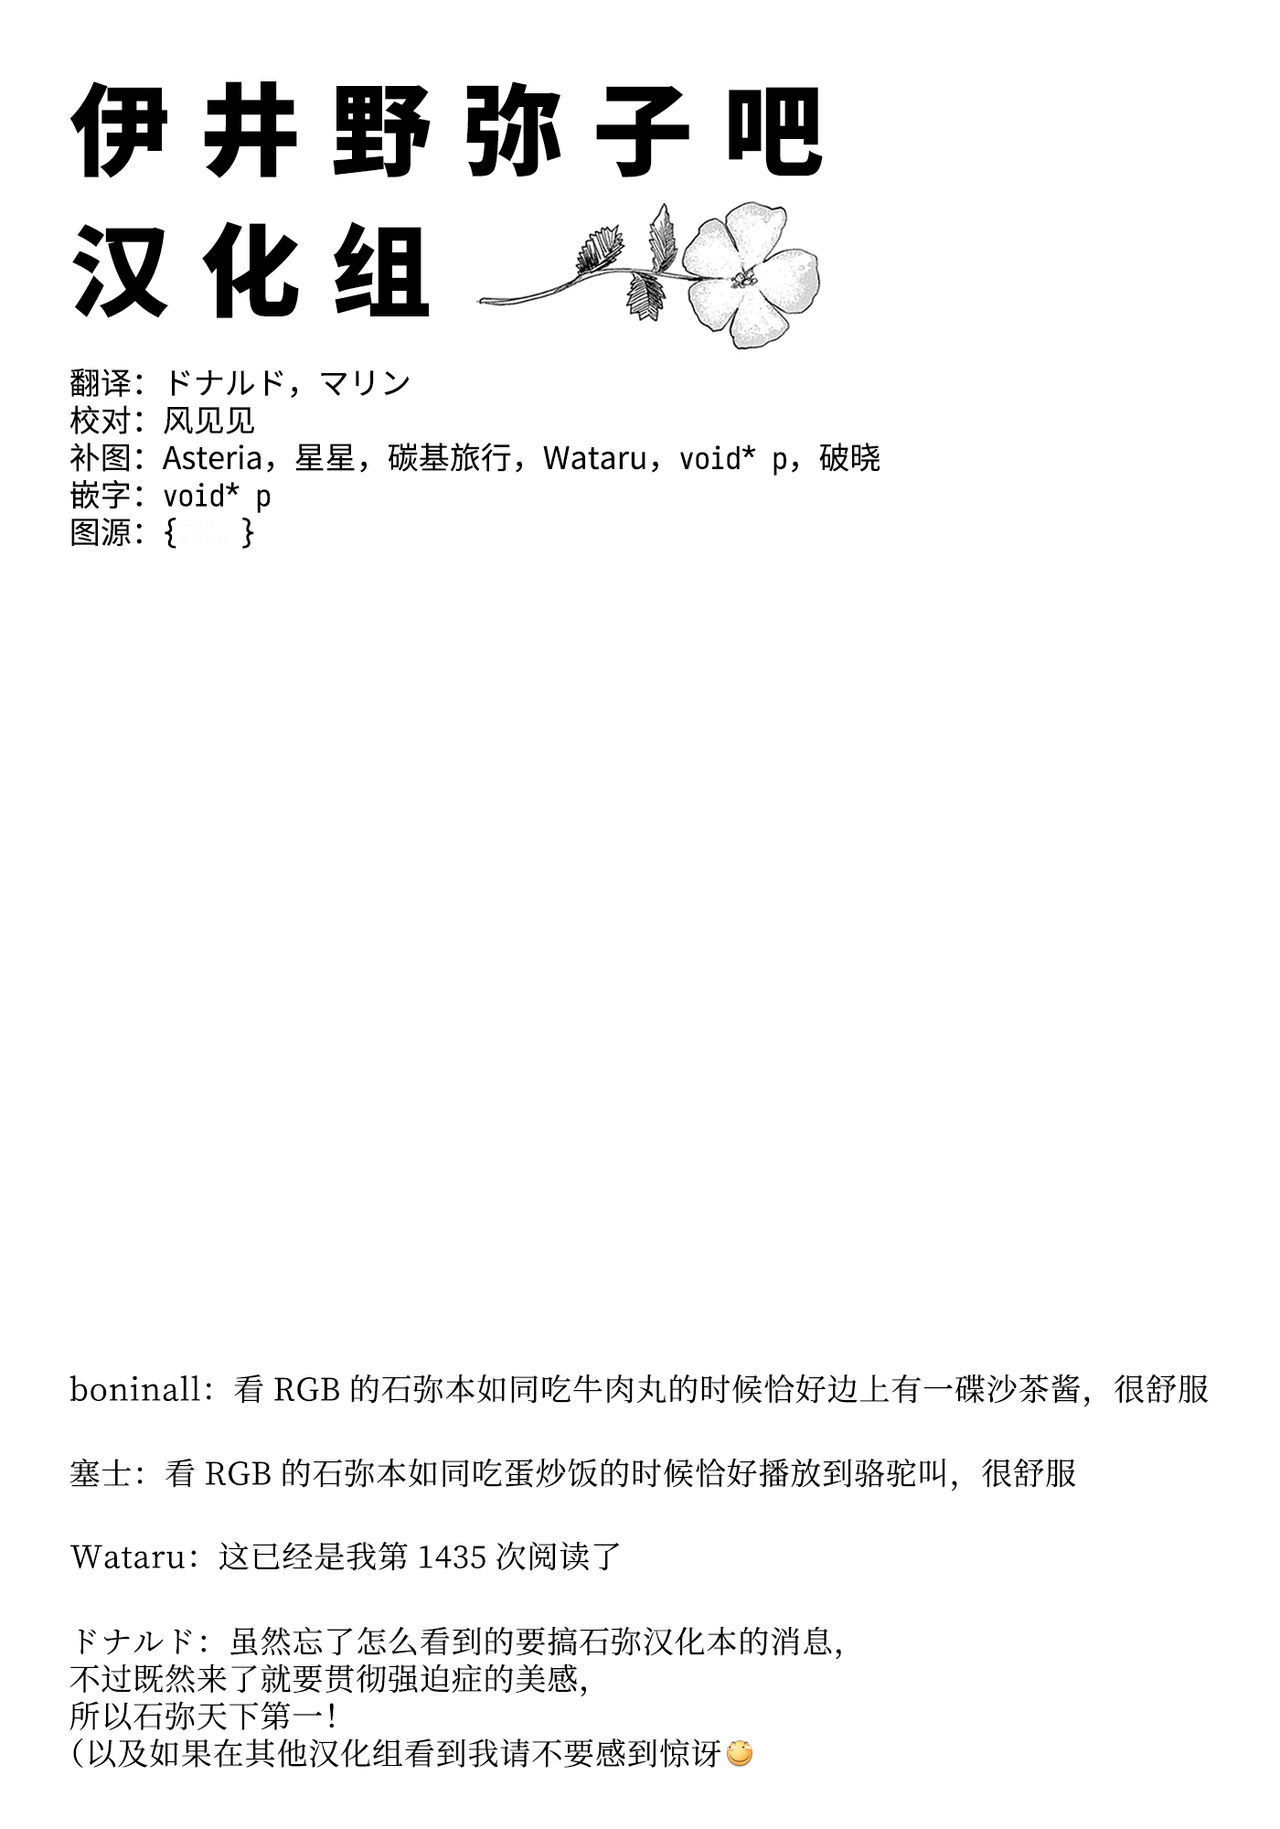 伊井野弥子吧
汉化组
翻译：ドナルド，マリン
校对：风见见
补图：Asteria，星星，碳基旅行，Wataru，void* p，破晓
嵌字：void* p
图源：{ }
boninall：看 RGB 的石弥本如同吃牛肉丸的时候恰好边上有一碟沙茶酱，很舒服
塞士：看 RGB 的石弥本如同吃蛋炒饭的时候恰好播放到骆驼叫，很舒服
Wataru：这已经是我第 1435 次阅读了
ドナルド：虽然忘了怎么看到的要搞石弥汉化本的消息，
不过既然来了就要贯彻强迫症的美感，
所以石弥天下第一！
（以及如果在其他汉化组看到我请不要感到惊讶